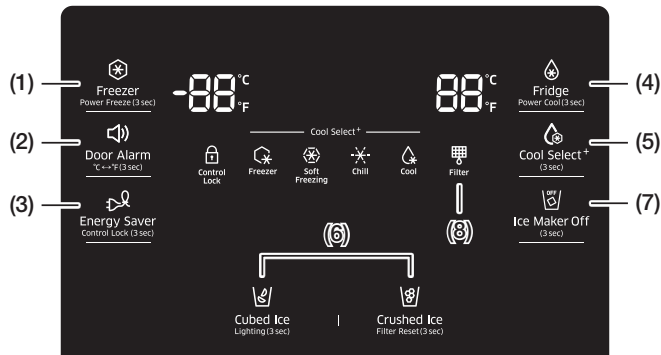 (1)
Freezer
Power Freeze (3 sec)
-88 °C
°F
88 °C
°F
(4)
Fridge
Power Cool (3 sec)
(2)
Door Alarm
°C ↔ °F (3 sec)
Cool Select+
Control
Lock
Freezer
Soft
Freezing
Chill
Cool
Filter
(5)
Cool Select+
(3 sec)
(3)
Energy Saver
Control Lock (3 sec)
(7)
OFF
Ice Maker Off
(3 sec)
(6)
(8)
Cubed Ice
Lighting (3 sec)
|
Crushed Ice
Filter Reset (3 sec)